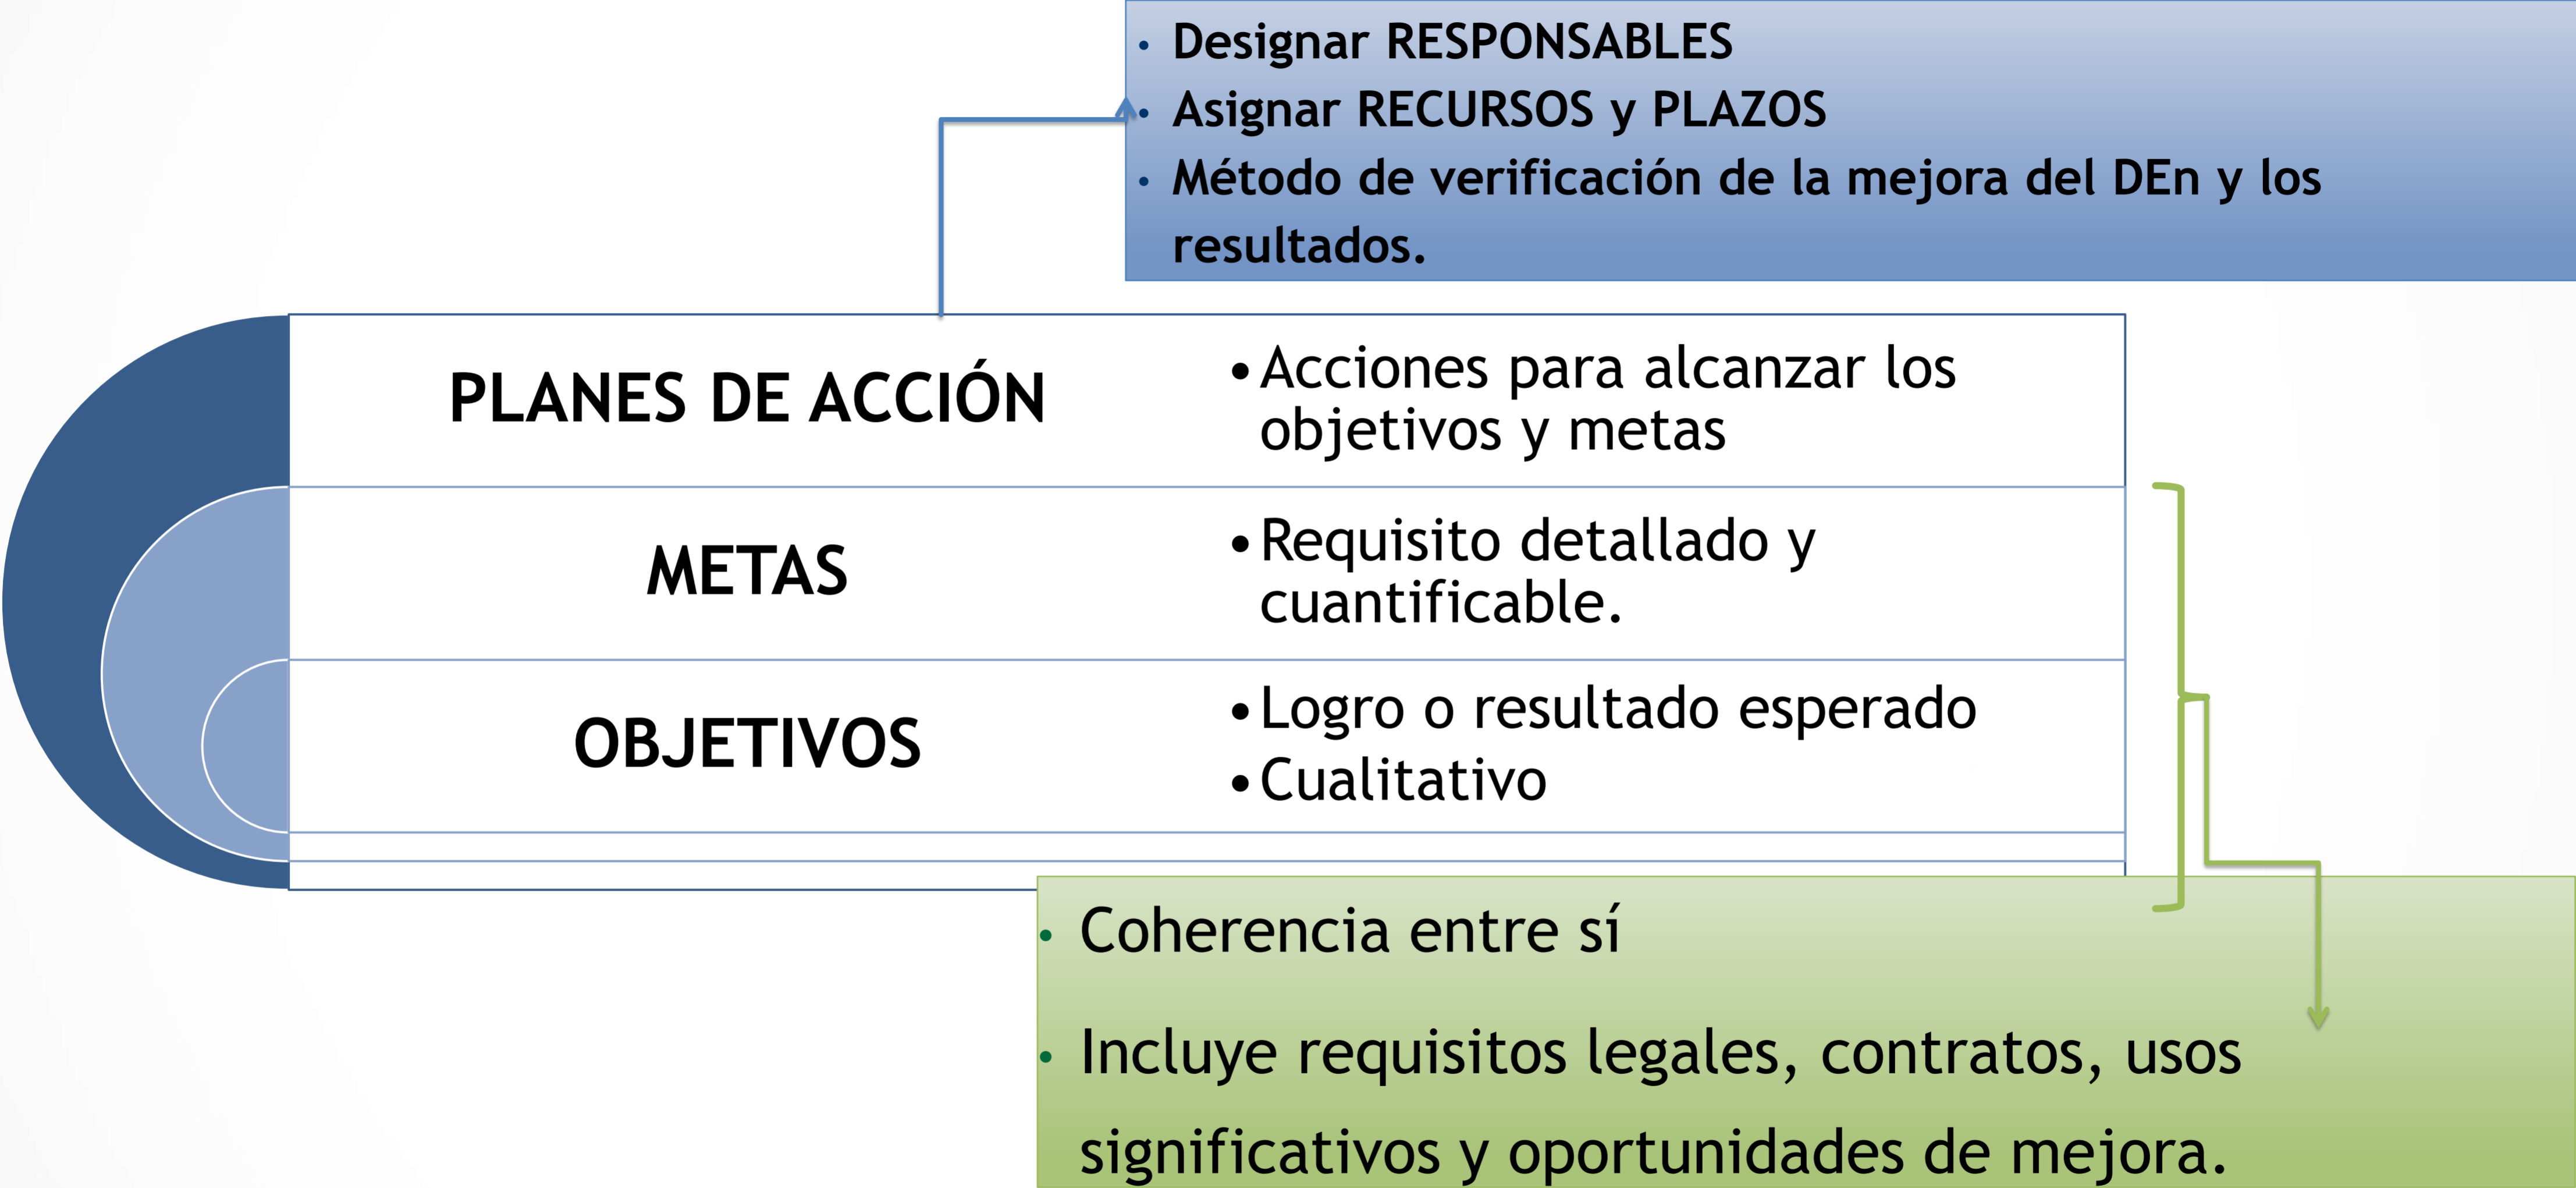 • Designar RESPONSABLES
• Asignar RECURSOS y PLAZOS
• Método de verificación de la mejora del DEn y los
resultados.
PLANES DE ACCIÓN
• Acciones para alcanzar los
objetivos y metas
METAS
• Requisito detallado y
cuantificable.
OBJETIVOS
• Logro o resultado esperado
• Cualitativo
• Coherencia entre sí
• Incluye requisitos legales, contratos, usos
significativos y oportunidades de mejora.